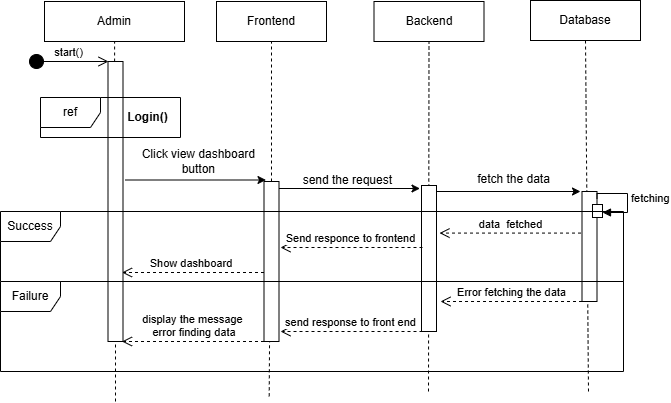 Admin
Frontend
Backend
Database
start()
ref
Login()
Click view dashboard
button
send the request
fetch the data
fetching
Success
data fetched
Send responce to frontend
Show dashboard
Failure
Error fetching the data
display the message
error finding data
send response to front end